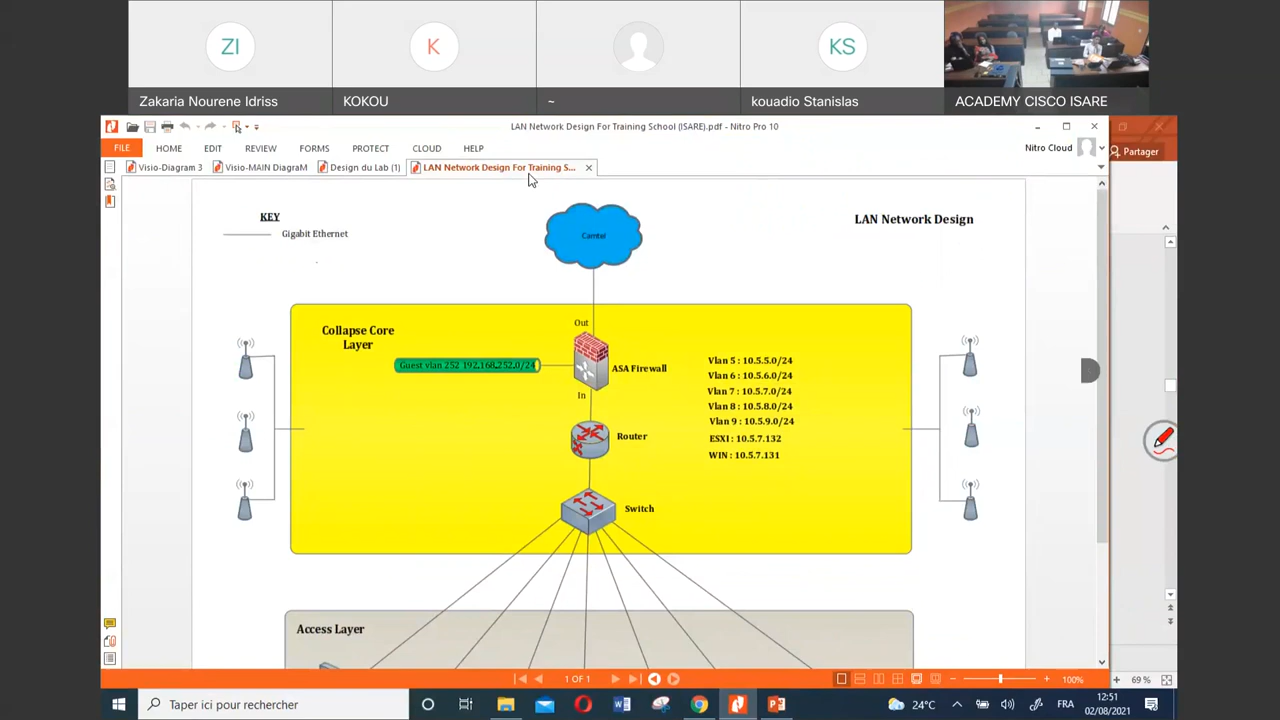 ZI
K
KS
Zakaria Nourene Idriss
KOKOU
~
kouadio Stanislas
ACADEMY CISCO ISARE
LAN Network Design For Training School (ISARE).pdf - Nitro Pro 10
FILE
HOME
EDIT
REVIEW
FORMS
PROTECT
CLOUD
HELP
Nitro Cloud
Partager
Visio-Diagram 3
Visio-MAIN DiagraM
Design du Lab (1)
LAN Network Design For Training S...
KEY
Gigabit Ethernet
Camtel
LAN Network Design
Collapse Core
Layer
Out
Guest vlan 252 192.168.252.0/24
ASA Firewall
In
Router
Switch
Vlan 5 : 10.5.5.0/24
Vlan 6 : 10.5.6.0/24
Vlan 7 : 10.5.7.0/24
Vlan 8 : 10.5.8.0/24
Vlan 9 : 10.5.9.0/24
ESXI : 10.5.7.132
WIN : 10.5.7.131
Access Layer
1 OF 1
100%
69 %
Taper ici pour rechercher
24°C
FRA
12:51
02/08/2021